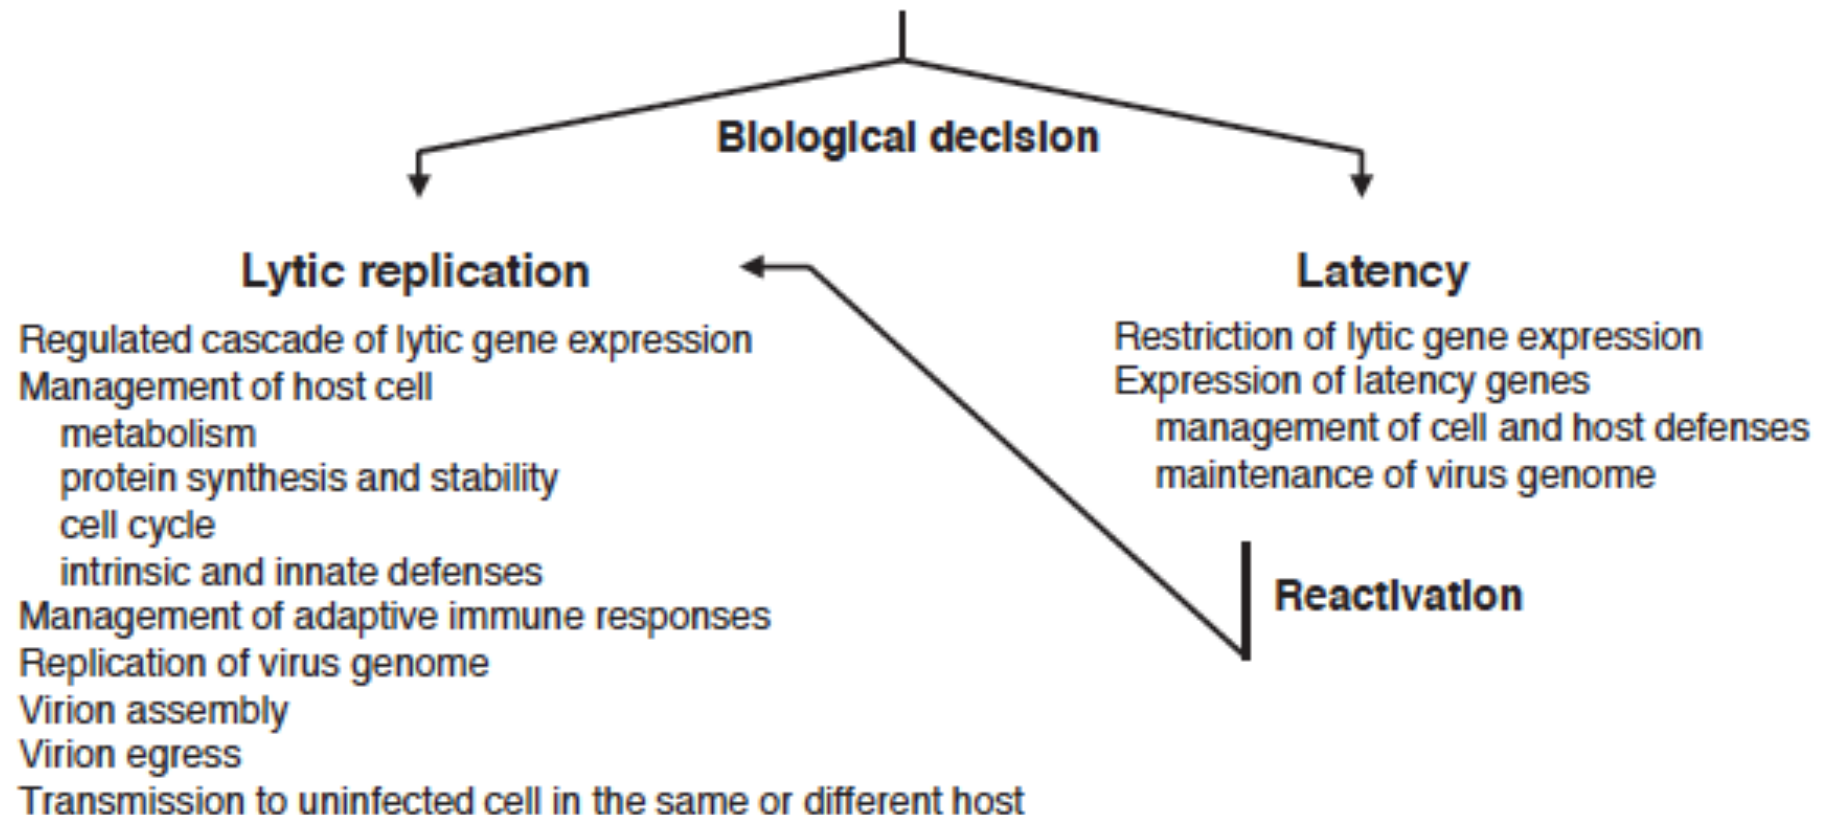 Biological decision
Lytic replication
Regulated cascade of lytic gene expression
Management of host cell
metabolism
protein synthesis and stability
cell cycle
intrinsic and innate defenses
Management of adaptive immune responses
Replication of virus genome
Virion assembly
Virion egress
Transmission to uninfected cell in the same or different host
Latency
Restriction of lytic gene expression
Expression of latency genes
management of cell and host defenses
maintenance of virus genome
Reactivation